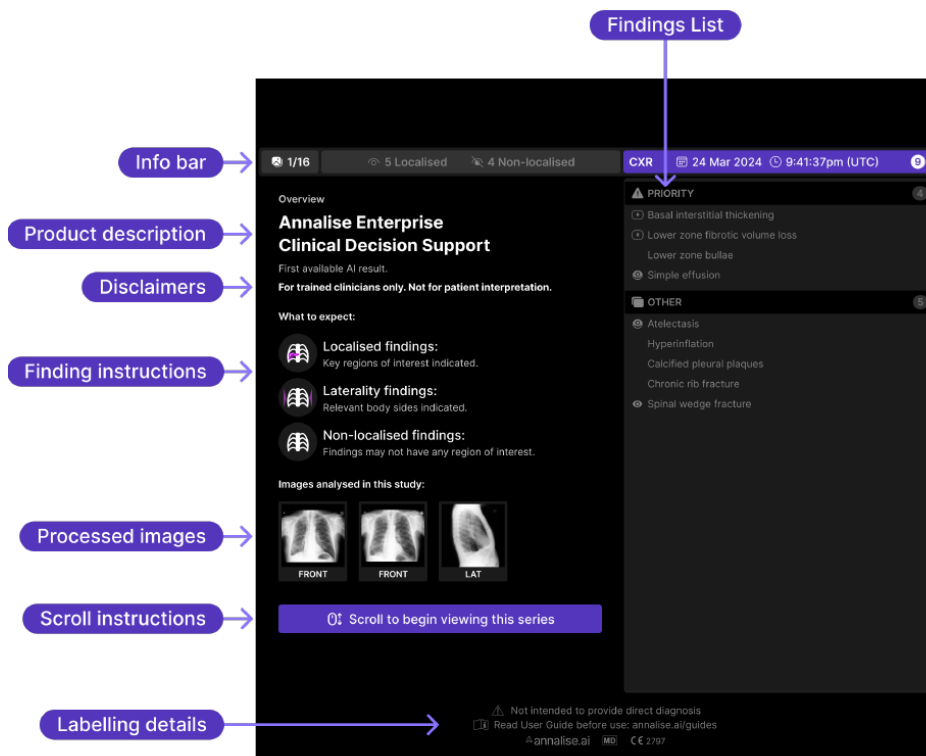 Findings List
Info bar
1/16
5 Localised
4 Non-localised
CXR
24 Mar 2024
9:41:37pm (UTC)
9
Product description
Disclaimers
Finding instructions
Processed images
Scroll instructions
Labelling details
Overview
Annalise Enterprise
Clinical Decision Support
First available AI result.
For trained clinicians only. Not for patient interpretation.
What to expect:
Localised findings:
Key regions of interest indicated.
Laterality findings:
Relevant body sides indicated.
Non-localised findings:
Findings may not have any region of interest.
Images analysed in this study:
FRONT
FRONT
LAT
Scroll to begin viewing this series
PRIORITY
4
Basal interstitial thickening
Lower zone fibrotic volume loss
Lower zone bullae
Simple effusion
OTHER
5
Atelectasis
Hyperinflation
Calcified pleural plaques
Chronic rib fracture
Spinal wedge fracture
Not intended to provide direct diagnosis
Read User Guide before use: annalise.ai/guides
annalise.ai
MD
CE 2797